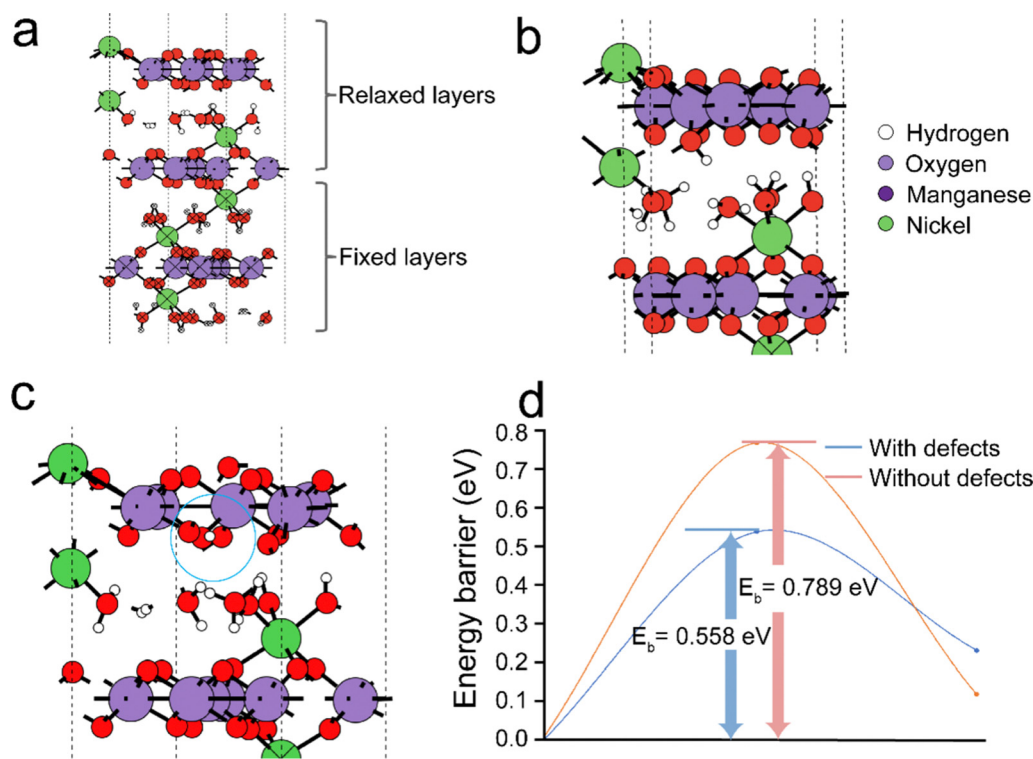 a
Relaxed layers
Fixed layers
b
Hydrogen
Oxygen
Manganese
Nickel
c
d
Energy barrier (eV)
0.8
0.7
0.6
0.5
0.4
0.3
0.2
0.1
0.0
With defects
Without defects
E_b= 0.789 eV
E_b= 0.558 eV